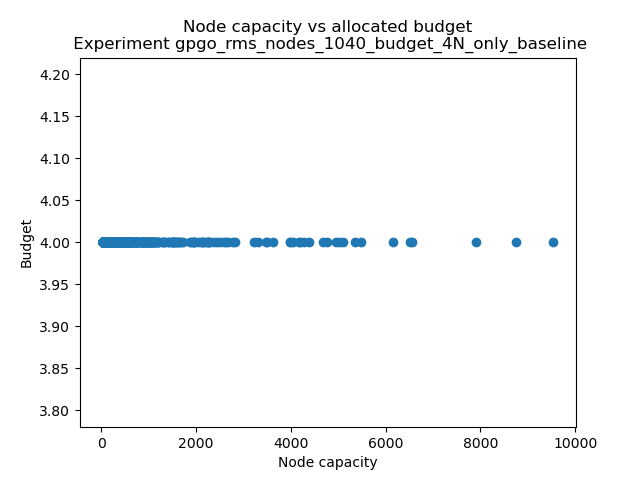 Node capacity vs allocated budget
Experiment gpgo_rms_nodes_1040_budget_4N_only_baseline
4.20
4.15
4.10
4.05
4.00
3.95
3.90
3.85
3.80
Budget
0 2000 4000 6000 8000 10000
Node capacity